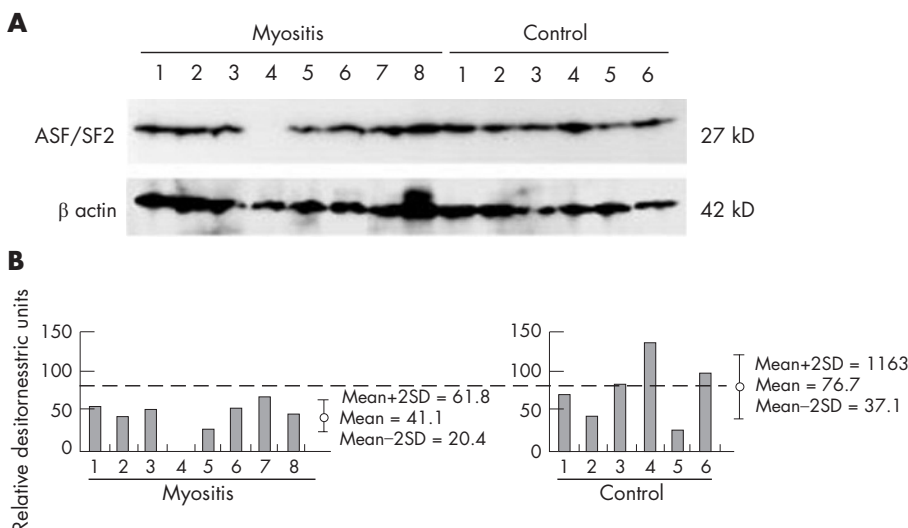 A
Myositis Control
1 2 3 4 5 6 7 8 1 2 3 4 5 6
ASF/SF2 27 kD
β actin 42 kD
B
Relative desitornesstric units
150
100
50
0
1 2 3 4 5 6 7 8
Myositis
Mean+2SD = 61.8
Mean = 41.1
Mean–2SD = 20.4
150
100
50
0
1 2 3 4 5 6
Control
Mean+2SD = 1163
Mean = 76.7
Mean–2SD = 37.1